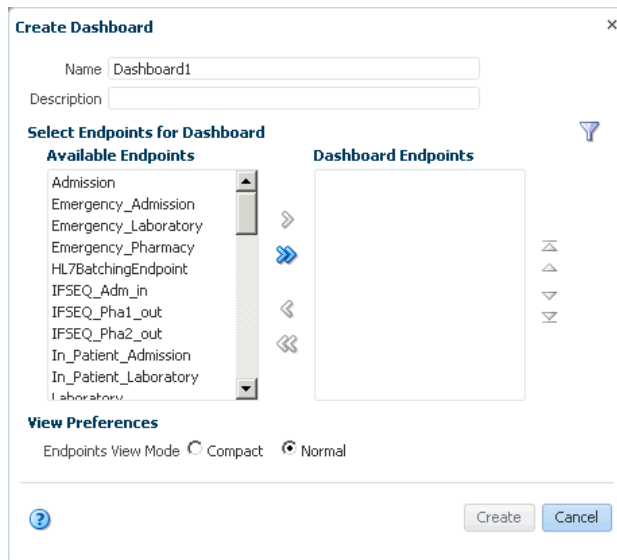 Create Dashboard
Name Dashboard1
Description
Select Endpoints for Dashboard
Available Endpoints
Dashboard Endpoints
Admission
Emergency_Admission
Emergency_Laboratory
Emergency_Pharmacy
HL7BatchingEndpoint
IFSEQ_Adm_in
IFSEQ_Pha1_out
IFSEQ_Pha2_out
In_Patient_Admission
In_Patient_Laboratory
Laboratory
View Preferences
Endpoints View Mode Compact Normal
Create Cancel